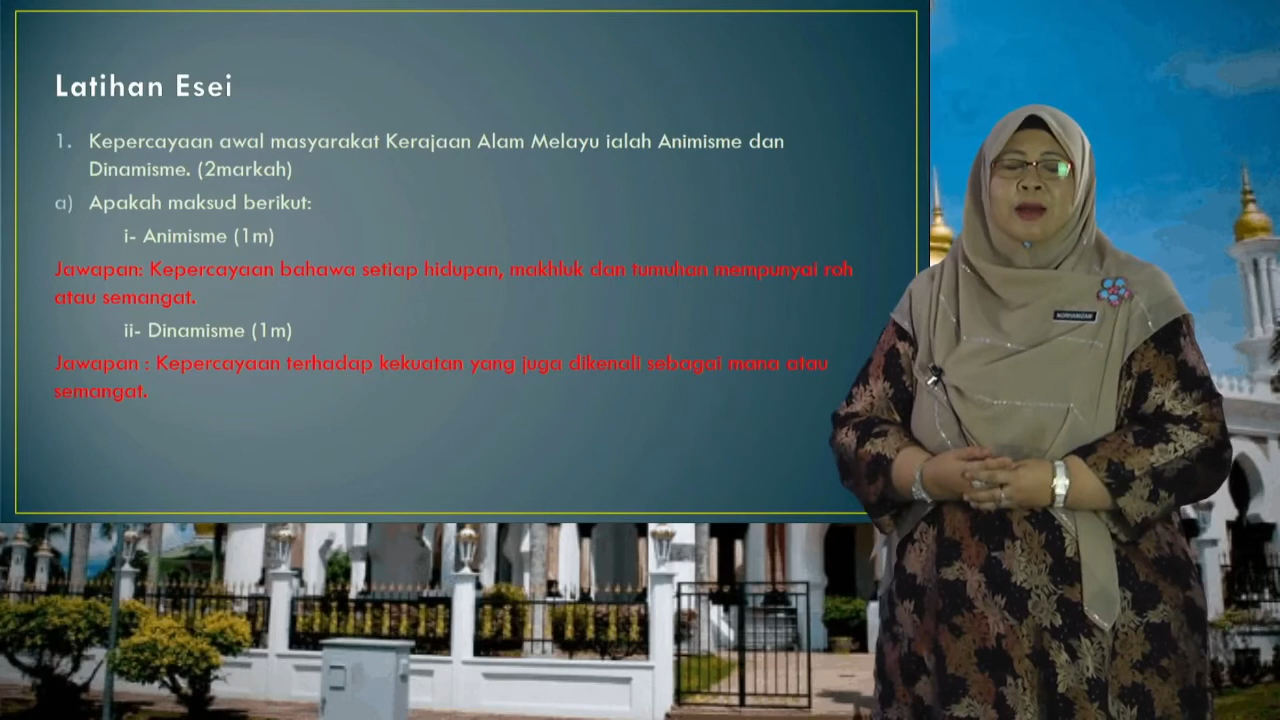 Latihan Esei
1. Kepercayaan awal masyarakat Kerajaan Alam Melayu ialah Animisme dan
Dinamisme. (2markah)
a) Apakah maksud berikut:
i- Animisme (1m)
Jawapan: Kepercayaan bahawa setiap hidupan, makhluk dan tumuhan mempunyai roh
atau semangat.
ii- Dinamisme (1m)
Jawapan : Kepercayaan terhadap kekuatan yang juga dikenali sebagai mana atau
semangat.
NORHANIZAH